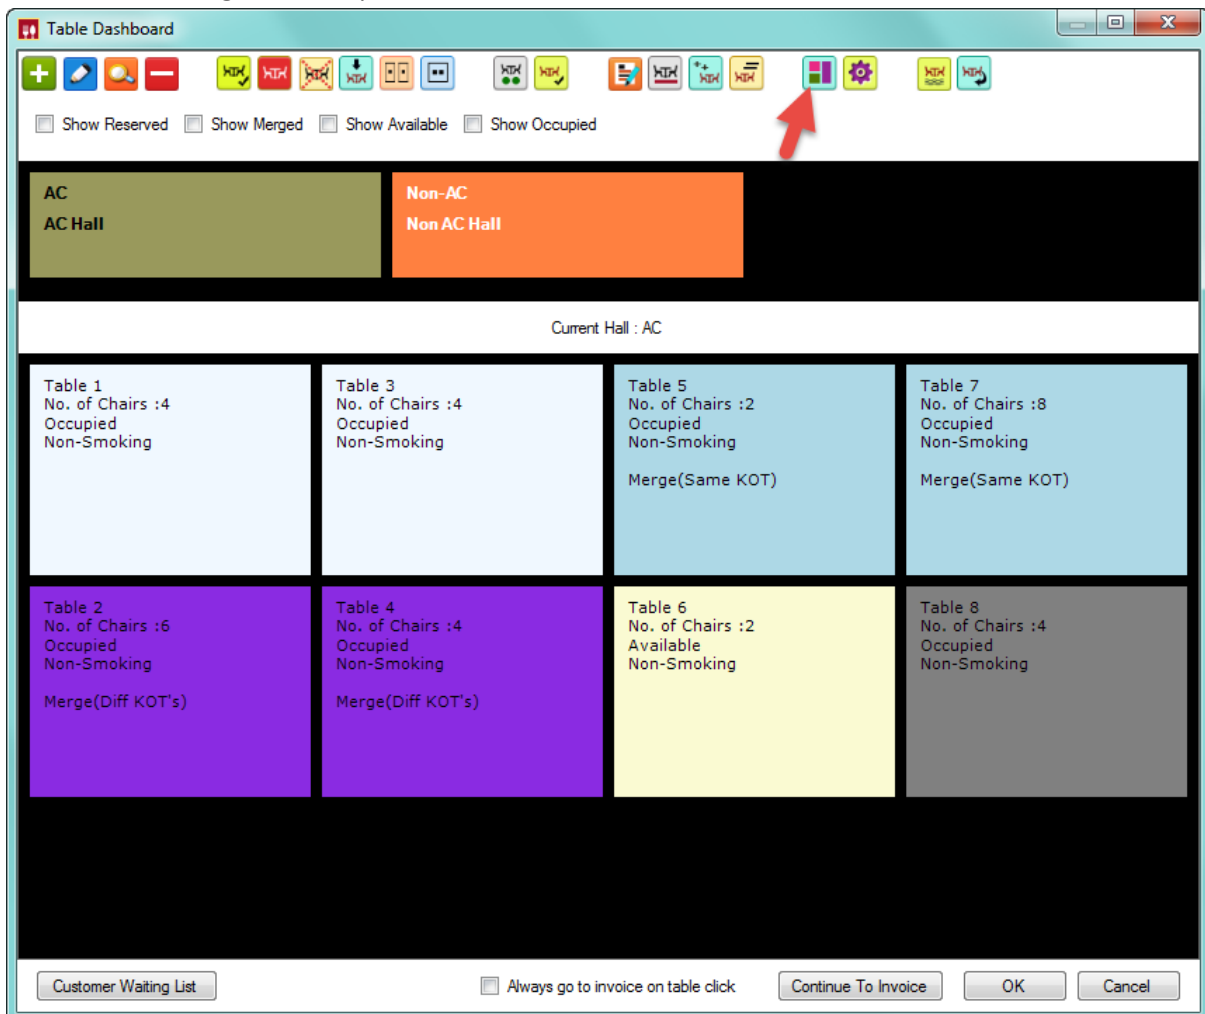 Table Dashboard
Show Reserved Show Merged Show Available Show Occupied
AC
AC Hall
Non-AC
Non AC Hall
Current Hall : AC
Table 1
No. of Chairs :4
Occupied
Non-Smoking
Table 3
No. of Chairs :4
Occupied
Non-Smoking
Table 5
No. of Chairs :2
Occupied
Non-Smoking
Merge(Same KOT)
Table 7
No. of Chairs :8
Occupied
Non-Smoking
Merge(Same KOT)
Table 2
No. of Chairs :6
Occupied
Non-Smoking
Merge(Diff KOT's)
Table 4
No. of Chairs :4
Occupied
Non-Smoking
Merge(Diff KOT's)
Table 6
No. of Chairs :2
Available
Non-Smoking
Table 8
No. of Chairs :4
Occupied
Non-Smoking
Customer Waiting List Always go to invoice on table click Continue To Invoice OK Cancel